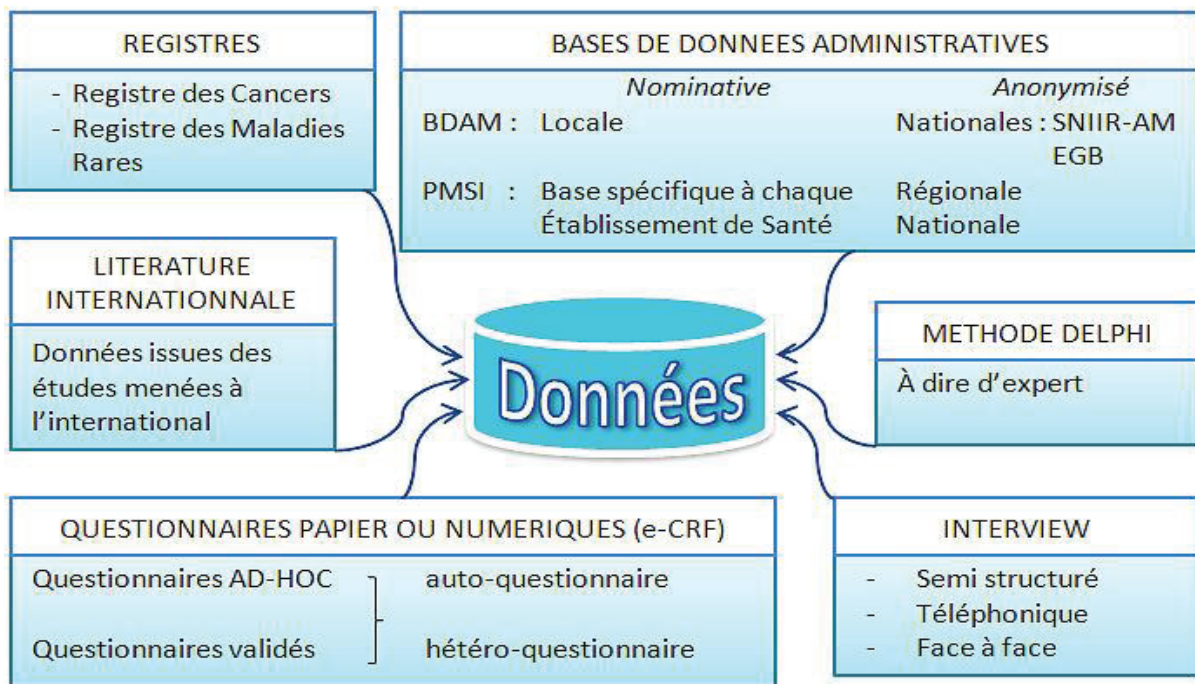 REGISTRES
- Registre des Cancers
- Registre des Maladies
Rares
BASES DE DONNEES ADMINISTRATIVES
Nominative Anonymisé
BDAM : Locale Nationales : SNIIR-AM
EGB
PMSI : Base spécifique à chaque Régionale
Établissement de Santé Nationale
LITERATURE
INTERNATIONNALE
Données issues des
études menées à
l'international
Données
METHODE DELPHI
À dire d'expert
QUESTIONNAIRES PAPIER OU NUMERIQUES (e-CRF)
Questionnaires AD-HOC auto-questionnaire
Questionnaires validés hétéro-questionnaire
INTERVIEW
- Semi structuré
- Téléphonique
- Face à face